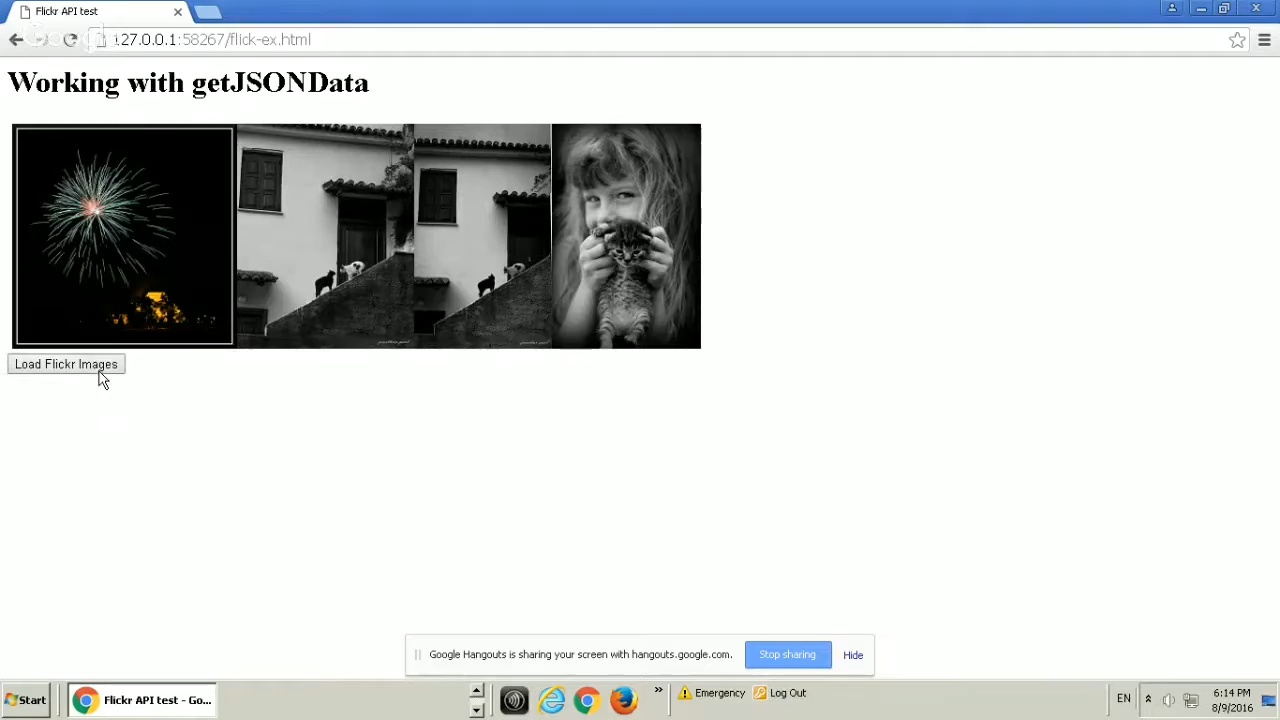 Flickr API test
127.0.0.1:58267/flick-ex.html
Working with getJSONData
Load Flickr Images
Google Hangouts is sharing your screen with hangouts.google.com.
Stop sharing
Hide
Start
Flickr API test - Go...
Emergency
Log Out
EN
6:14 PM
8/9/2016